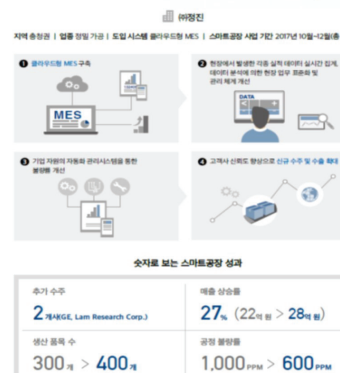 ㈜정진
지역 충청권 | 업종 정밀 가공 | 도입 시스템 클라우드형 MES | 스마트공장 사업 기간 2017년 10월~12월(총
1 클라우드형 MES 구축
MES
2 현장에서 발생한 각종 실적 데이터 실시간 집계,
데이터 분석에 의한 현장 업무 표준화 및
관리 체계 개선
DATA
3 기업 자원의 자동화 관리시스템을 통한
불량률 개선
4 고객사 신뢰도 향상으로 신규 수주 및 수출 확대
숫자로 보는 스마트공장 성과
추가 수주
2 개사(GE, Lam Research Corp.)
매출 상승률
27% (22억 원 > 28억 원)
생산 품목 수
300개 > 400개
공정 불량률
1,000 PPM > 600 PPM